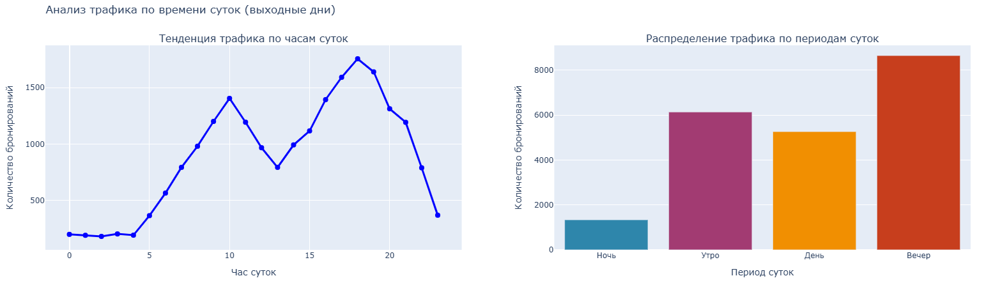 Анализ трафика по времени суток (выходные дни)
Тенденция трафика по часам суток
Количество бронирований
1500
1000
500
0 5 10 15 20
Час суток
Распределение трафика по периодам суток
Количество бронирований
8000
6000
4000
2000
0
Ночь Утро День Вечер
Период суток